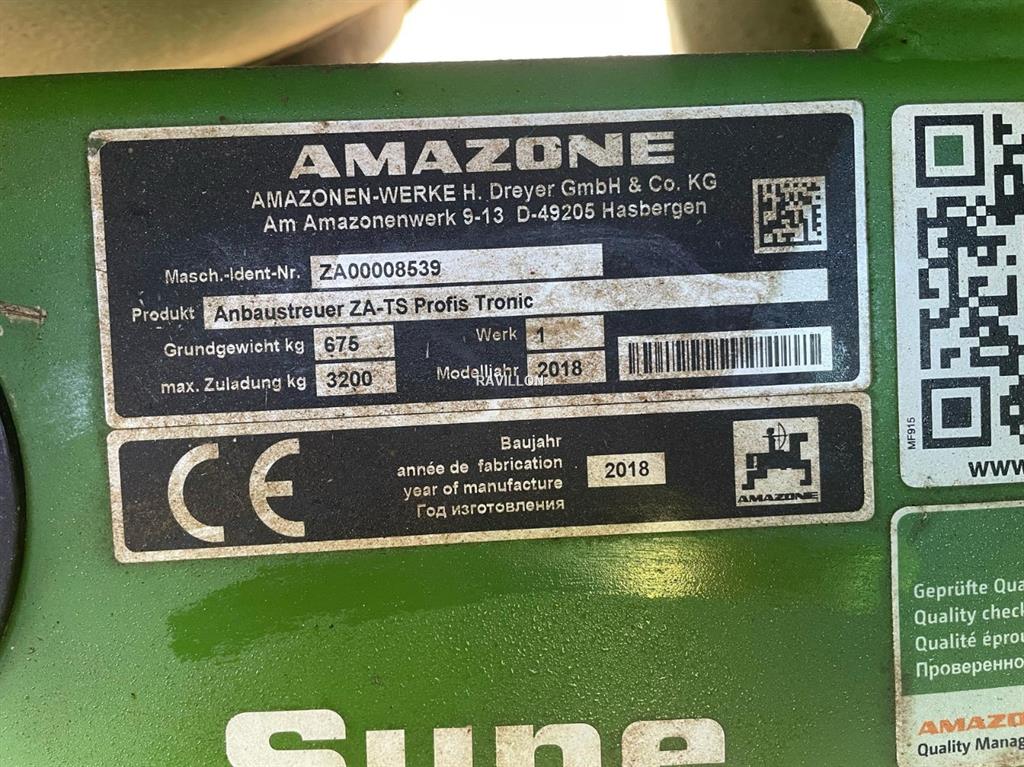 AMAZONE
AMAZONEN-WERKE H. Dreyer GmbH & Co. KG
Am Amazonenwerk 9-13 D-49205 Hasbergen
Masch.-Ident-Nr. ZA00008539
Produkt Anbaustreuer ZA-TS Profis Tronic
Grundgewicht kg 675 Werk 1
max. Zuladung kg 3200 Modelljahr 2018
RAVILLON
CE
Baujahr
année de fabrication
year of manufacture
Год изготовления
2018
AMAZONE
MF915
www
Geprüfte Qua
Quality check
Qualité éprou
Проверенно
AMAZO
Quality Manag
Supe